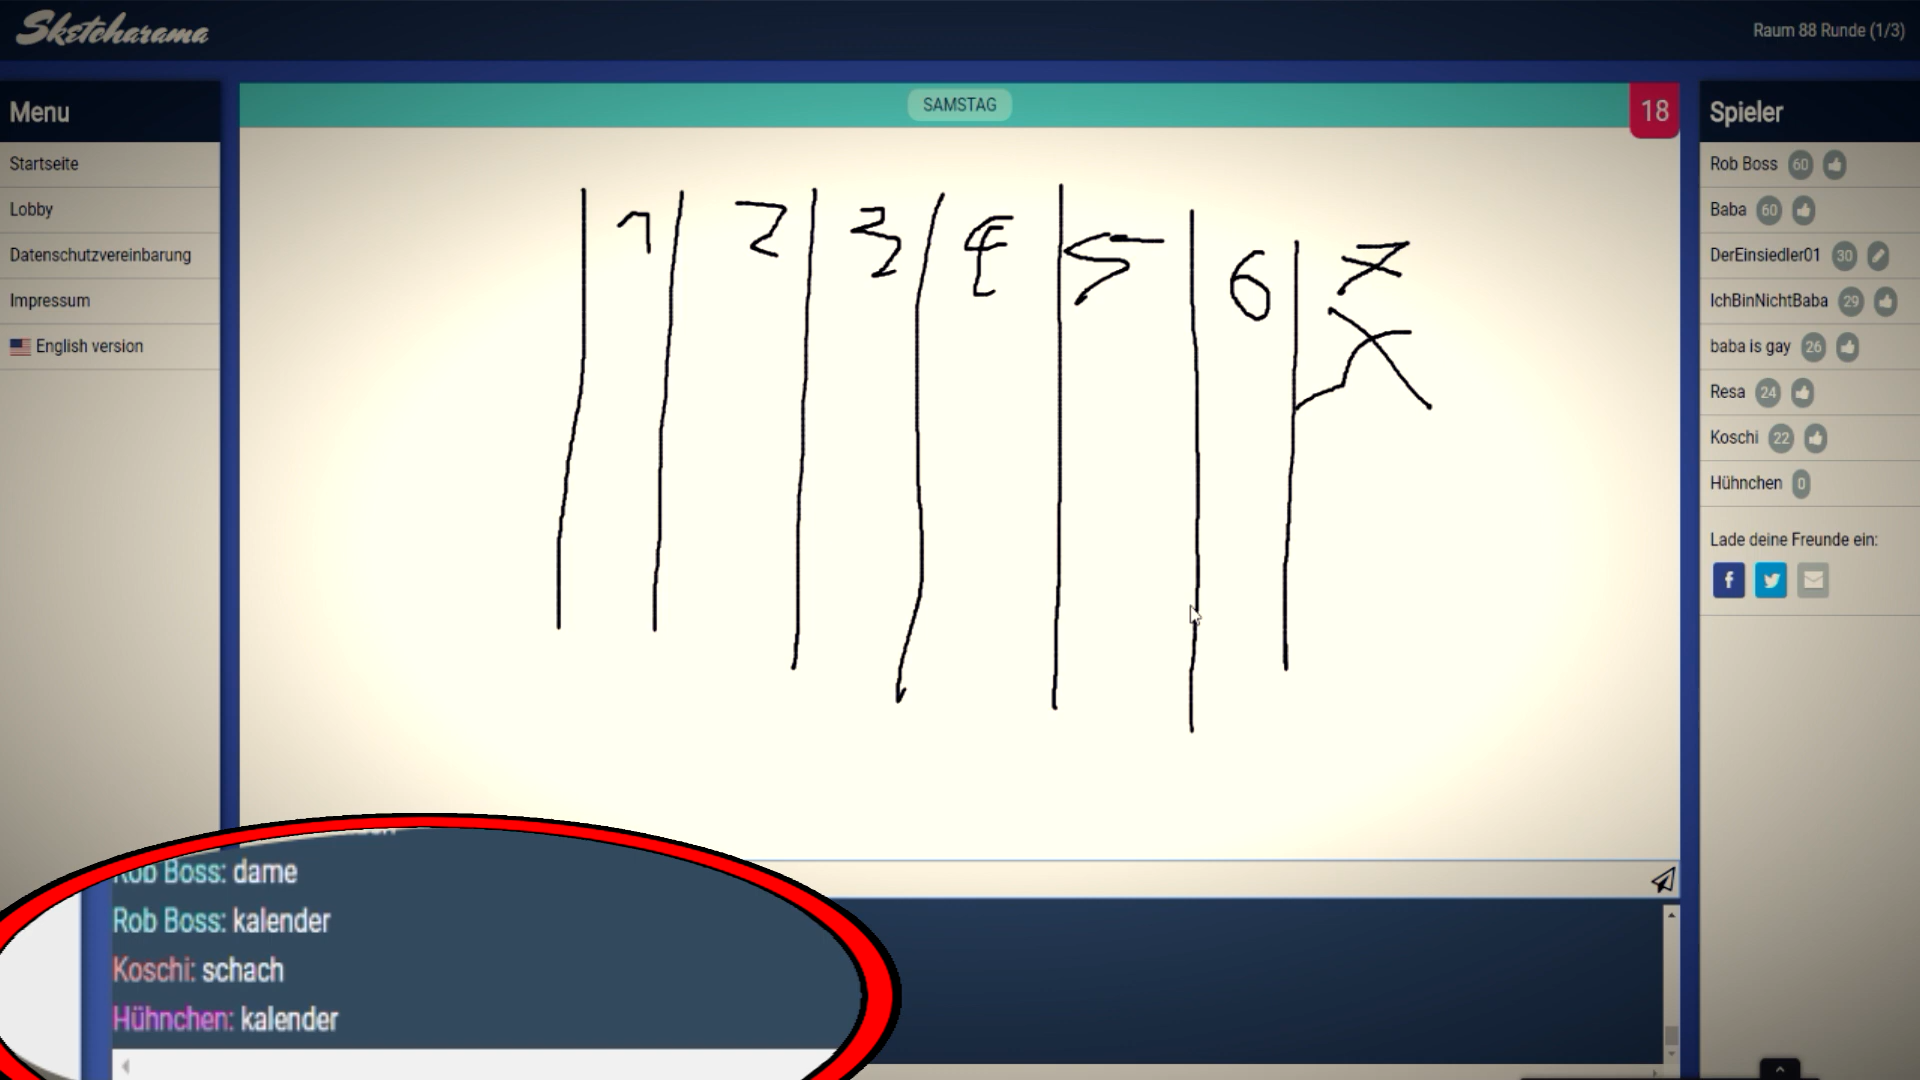 Sketcharama
Raum 88 Runde (1/3)
Menu
Startseite
Lobby
Datenschutzvereinbarung
Impressum
English version
SAMSTAG
18
1 2 3 4 5 6 7
Spieler
Rob Boss 60
Baba 60
DerEinsiedler01 30
IchBinNichtBaba 29
baba is gay 26
Resa 24
Koschi 22
Hühnchen 0
Lade deine Freunde ein:
Rob Boss: dame
Rob Boss: kalender
Koschi: schach
Hühnchen: kalender